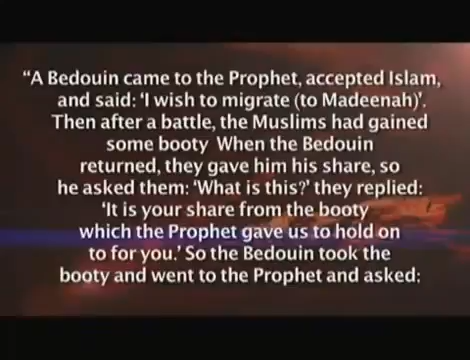 “A Bedouin came to the Prophet, accepted Islam,
and said: ‘I wish to migrate (to Madeenah)’.
Then after a battle, the Muslims had gained
some booty When the Bedouin
returned, they gave him his share, so
he asked them: ‘What is this?’ they replied:
‘It is your share from the booty
which the Prophet gave us to hold on
to for you.’ So the Bedouin took the
booty and went to the Prophet and asked: